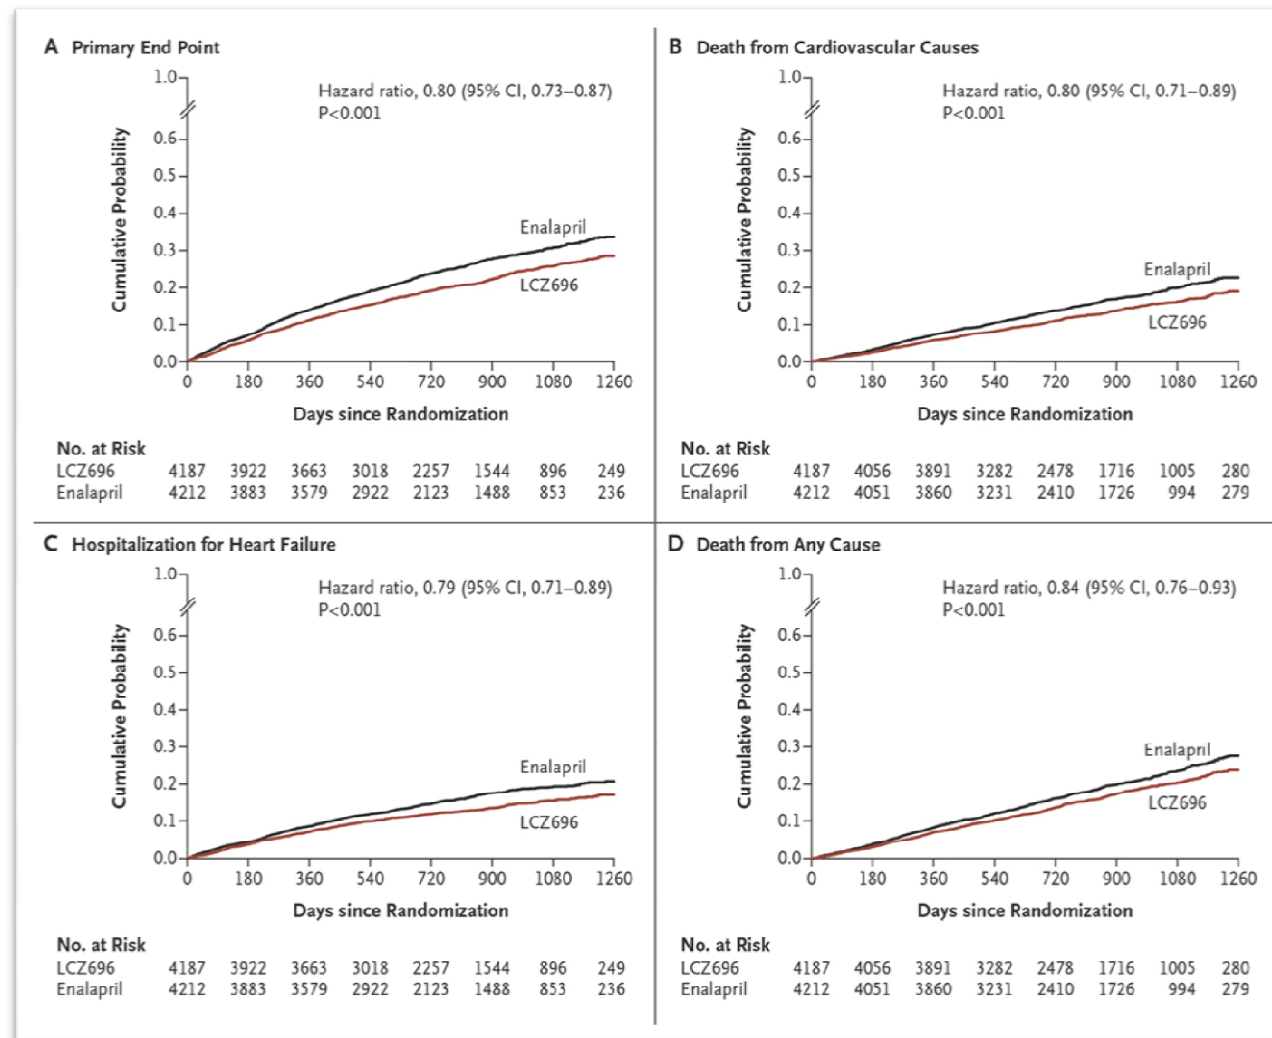 A Primary End Point
Hazard ratio, 0.80 (95% CI, 0.73–0.87)
P<0.001
Cumulative Probability
1.0
0.6
0.5
0.4
0.3
0.2
0.1
0.0
Enalapril
LCZ696
0 180 360 540 720 900 1080 1260
Days since Randomization
No. at Risk
LCZ696 4187 3922 3663 3018 2257 1544 896 249
Enalapril 4212 3883 3579 2922 2123 1488 853 236
B Death from Cardiovascular Causes
Hazard ratio, 0.80 (95% CI, 0.71–0.89)
P<0.001
Cumulative Probability
1.0
0.6
0.5
0.4
0.3
0.2
0.1
0.0
Enalapril
LCZ696
0 180 360 540 720 900 1080 1260
Days since Randomization
No. at Risk
LCZ696 4187 4056 3891 3282 2478 1716 1005 280
Enalapril 4212 4051 3860 3231 2410 1726 994 279
C Hospitalization for Heart Failure
Hazard ratio, 0.79 (95% CI, 0.71–0.89)
P<0.001
Cumulative Probability
1.0
0.6
0.5
0.4
0.3
0.2
0.1
0.0
Enalapril
LCZ696
0 180 360 540 720 900 1080 1260
Days since Randomization
No. at Risk
LCZ696 4187 3922 3663 3018 2257 1544 896 249
Enalapril 4212 3883 3579 2922 2123 1488 853 236
D Death from Any Cause
Hazard ratio, 0.84 (95% CI, 0.76–0.93)
P<0.001
Cumulative Probability
1.0
0.6
0.5
0.4
0.3
0.2
0.1
0.0
Enalapril
LCZ696
0 180 360 540 720 900 1080 1260
Days since Randomization
No. at Risk
LCZ696 4187 4056 3891 3282 2478 1716 1005 280
Enalapril 4212 4051 3860 3231 2410 1726 994 279